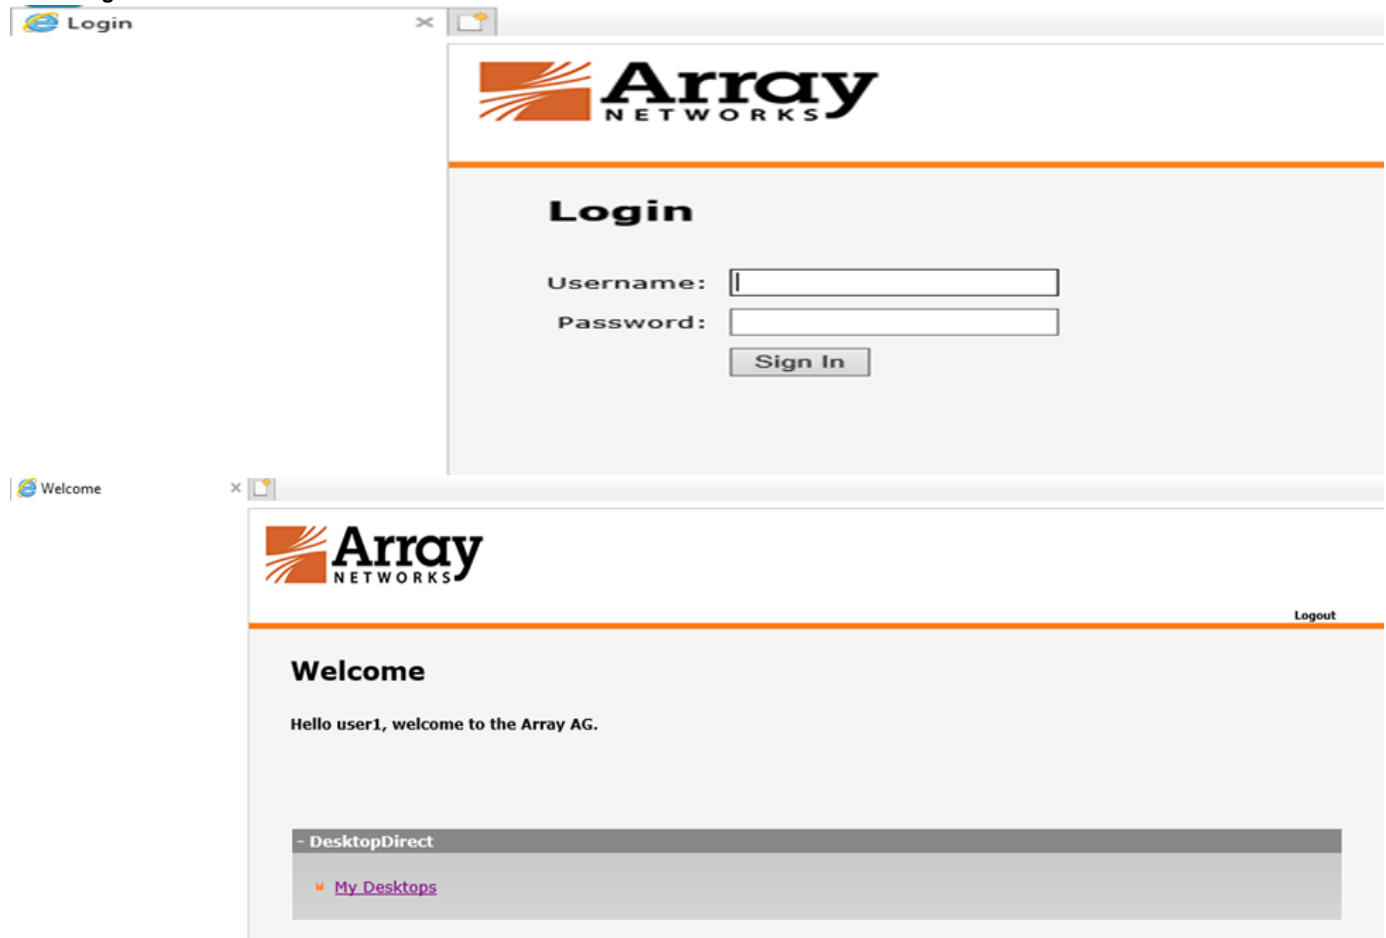 Login
Array
NETWORKS
Login
Username:
Password:
Sign In
Welcome
Array
NETWORKS
Logout
Welcome
Hello user1, welcome to the Array AG.
- DesktopDirect
My Desktops